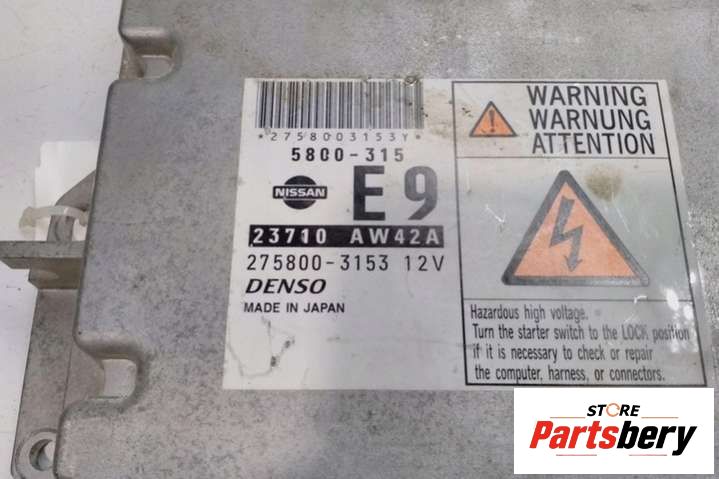 *27580003153Y*
5800-315
NISSAN
E9
23710 AW42A
275800-3153 12V
DENSO
MADE IN JAPAN
WARNING
WARNUNG
ATTENTION
Hazardous high voltage.
Turn the starter switch to the LOCK position
if it is necessary to check or repair
the computer, harness, or connectors.
STORE
Partsbery